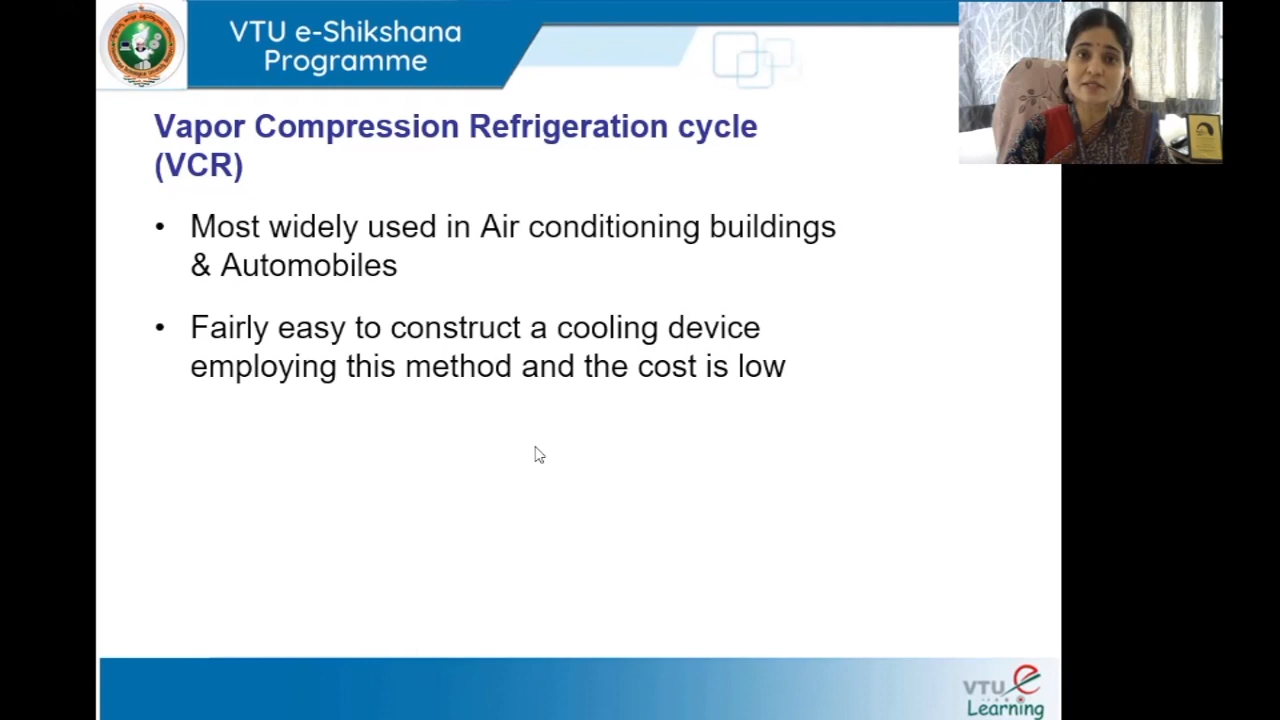 VTU e-Shikshana
Programme
Vapor Compression Refrigeration cycle
(VCR)
• Most widely used in Air conditioning buildings
& Automobiles
• Fairly easy to construct a cooling device
employing this method and the cost is low
VTU e
Learning